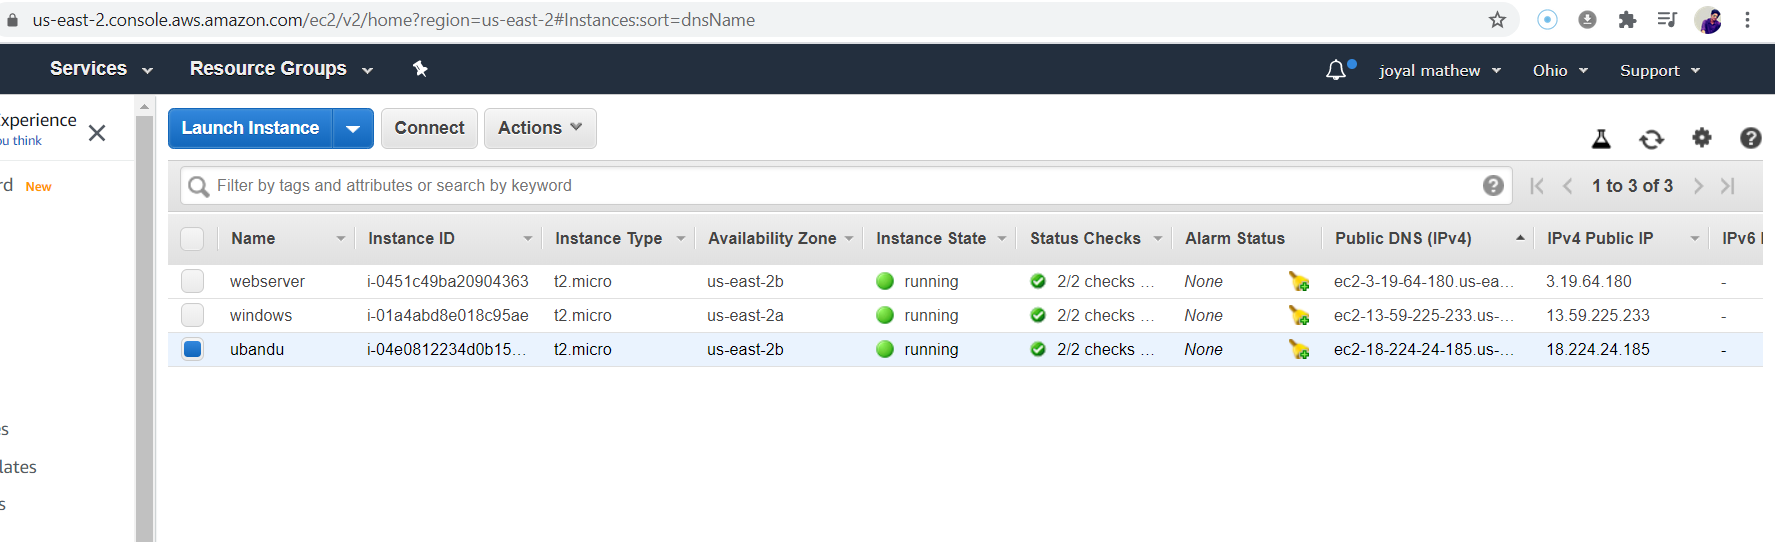 us-east-2.console.aws.amazon.com/ec2/v2/home?region=us-east-2#Instances:sort=dnsName
Services Resource Groups joyal mathew Ohio Support
xperience
ou think
rd New
es
lates
s
Launch Instance Connect Actions
Filter by tags and attributes or search by keyword ? 1 to 3 of 3
Name Instance ID Instance Type Availability Zone Instance State Status Checks Alarm Status Public DNS (IPv4) IPv4 Public IP IPv6
webserver i-0451c49ba20904363 t2.micro us-east-2b running 2/2 checks ... None ec2-3-19-64-180.us-ea... 3.19.64.180 -
windows i-01a4abd8e018c95ae t2.micro us-east-2a running 2/2 checks ... None ec2-13-59-225-233.us-... 13.59.225.233 -
ubandu i-04e0812234d0b15... t2.micro us-east-2b running 2/2 checks ... None ec2-18-224-24-185.us-... 18.224.24.185 -